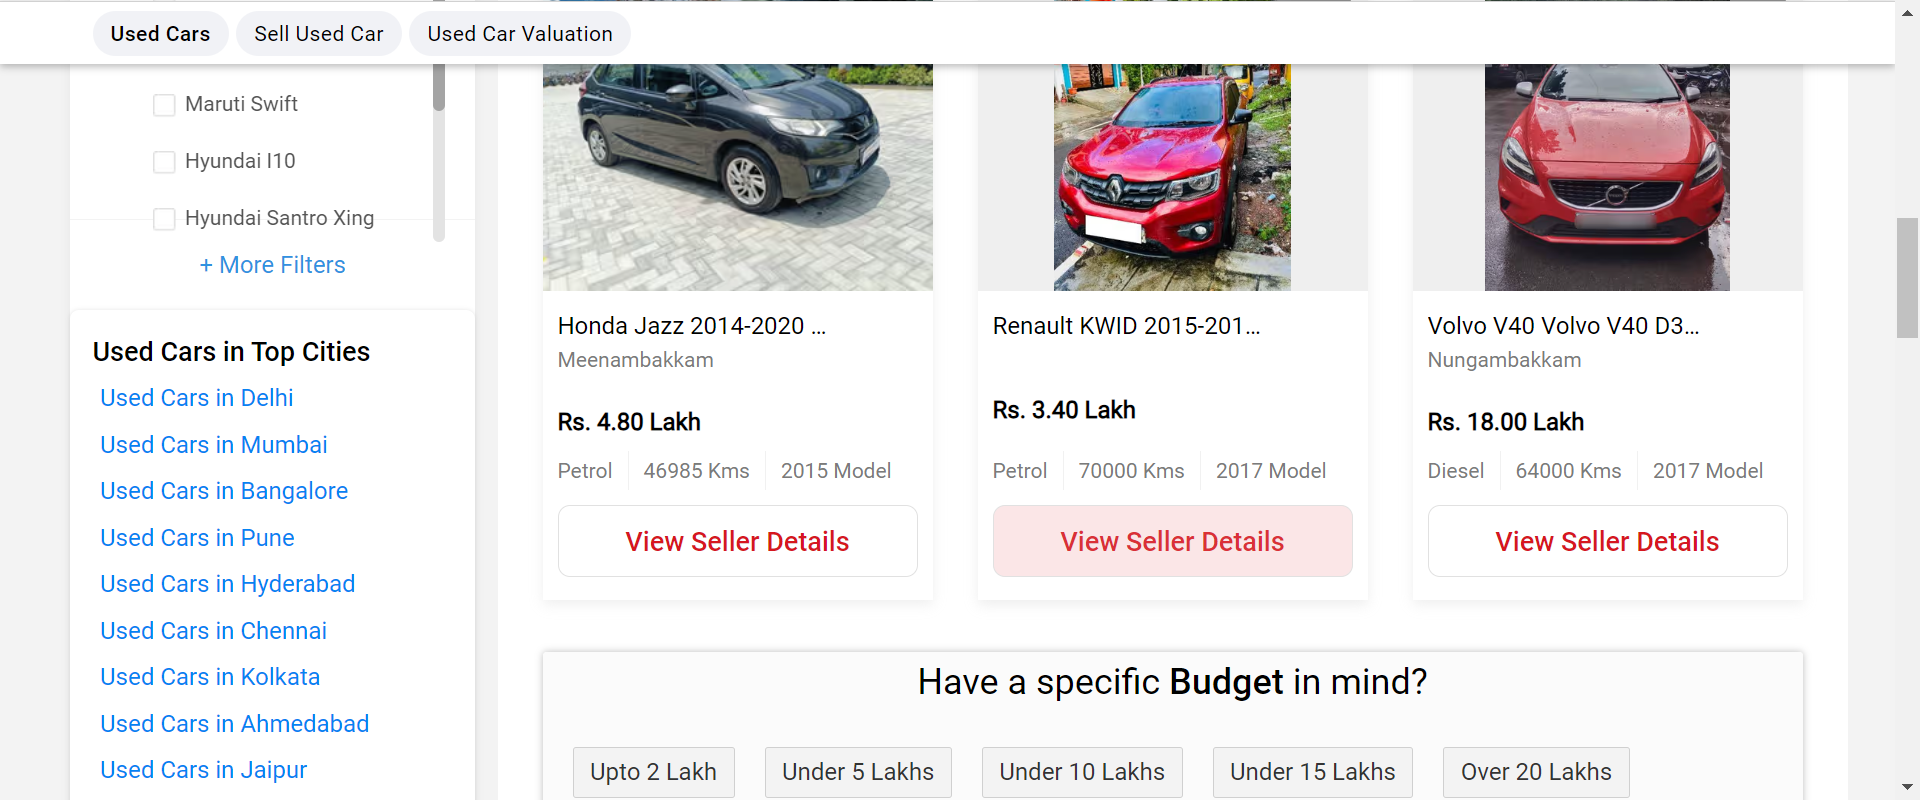 Used Cars
Sell Used Car
Used Car Valuation
Maruti Swift
Hyundai I10
Hyundai Santro Xing
+ More Filters
Used Cars in Top Cities
Used Cars in Delhi
Used Cars in Mumbai
Used Cars in Bangalore
Used Cars in Pune
Used Cars in Hyderabad
Used Cars in Chennai
Used Cars in Kolkata
Used Cars in Ahmedabad
Used Cars in Jaipur
Honda Jazz 2014-2020 ...
Meenambakkam
Rs. 4.80 Lakh
Petrol 46985 Kms 2015 Model
View Seller Details
Renault KWID 2015-201...
Rs. 3.40 Lakh
Petrol 70000 Kms 2017 Model
View Seller Details
Volvo V40 Volvo V40 D3...
Nungambakkam
Rs. 18.00 Lakh
Diesel 64000 Kms 2017 Model
View Seller Details
Have a specific Budget in mind?
Upto 2 Lakh
Under 5 Lakhs
Under 10 Lakhs
Under 15 Lakhs
Over 20 Lakhs